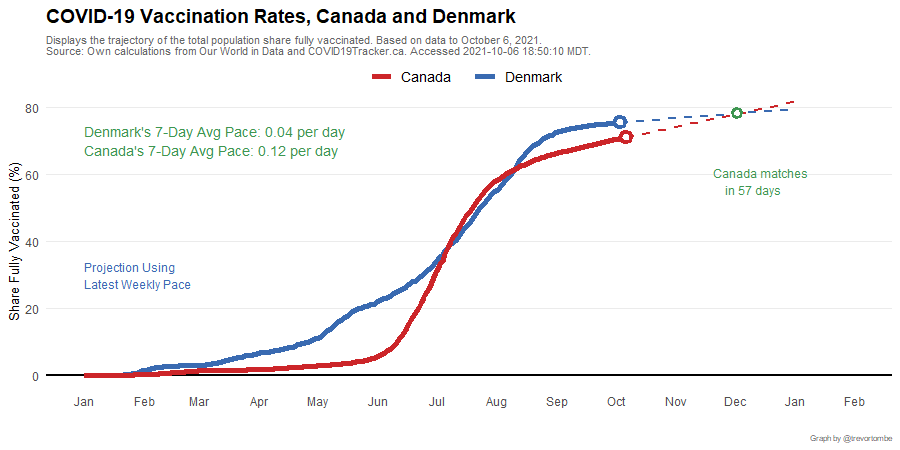 COVID-19 Vaccination Rates, Canada and Denmark
Displays the trajectory of the total population share fully vaccinated. Based on data to October 6, 2021.
Source: Own calculations from Our World in Data and COVID19Tracker.ca. Accessed 2021-10-06 18:50:10 MDT.
Canada Denmark
Denmark's 7-Day Avg Pace: 0.04 per day
Canada's 7-Day Avg Pace: 0.12 per day
Canada matches
in 57 days
Projection Using
Latest Weekly Pace
Share Fully Vaccinated (%)
80
60
40
20
0
Jan Feb Mar Apr May Jun Jul Aug Sep Oct Nov Dec Jan Feb
Graph by @trevortombe